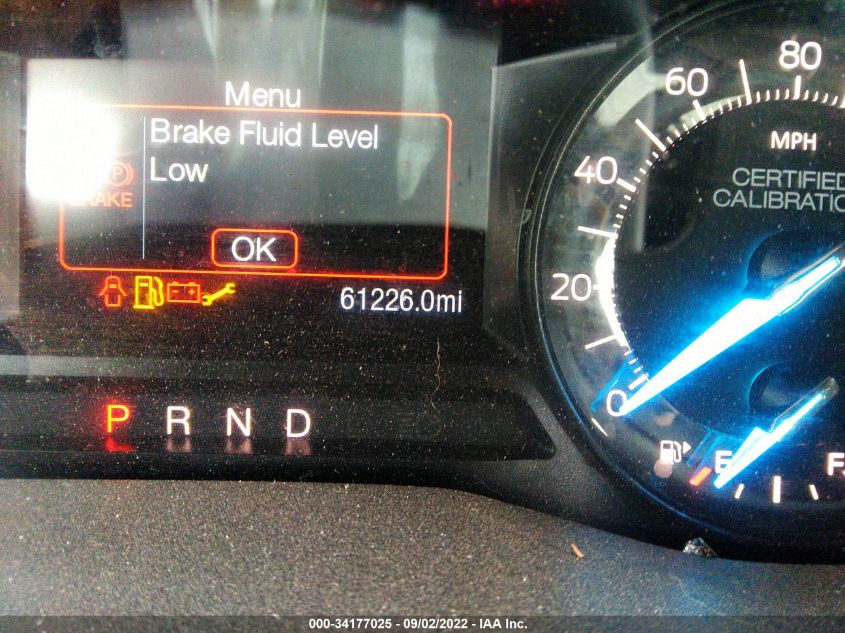 Menu
Brake Fluid Level
Low
P
BRAKE
OK
61226.0mi
P R N D
80
60
40
20
0
MPH
CERTIFIED
CALIBRATIO
E
F
000-34177025 - 09/02/2022 - IAA Inc.